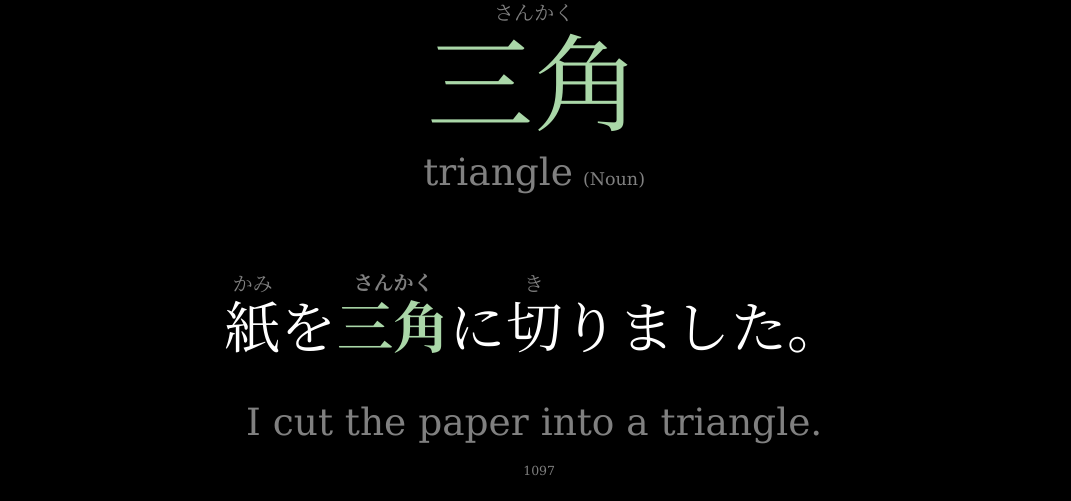 さんかく
三角
triangle (Noun)
かみ さんかく き
紙を三角に切りました。
I cut the paper into a triangle.
1097